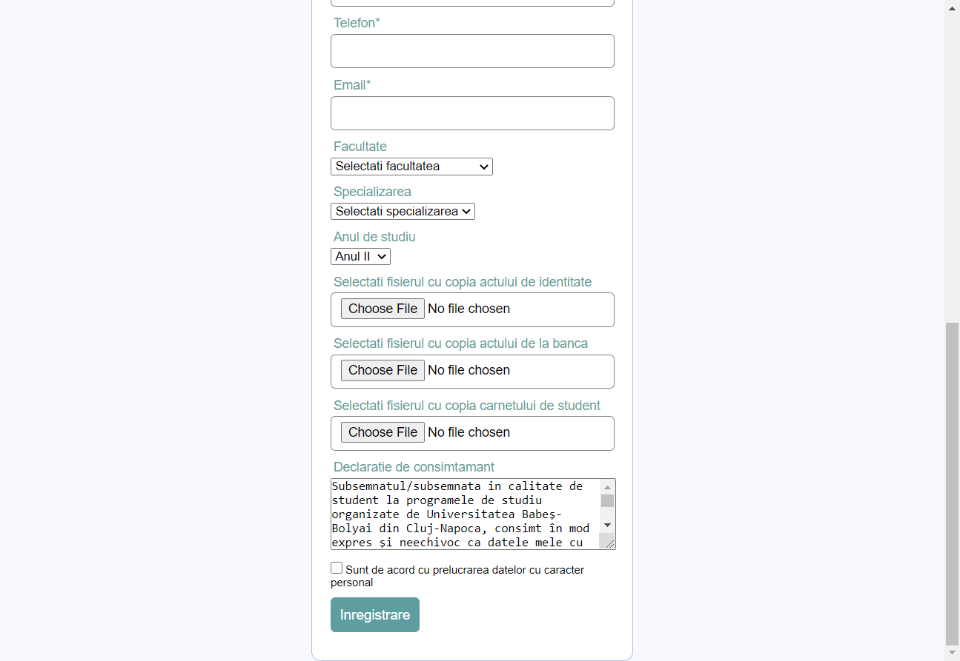 Telefon*
Email*
Facultate
Selectati facultatea
Specializarea
Selectati specializarea
Anul de studiu
Anul II
Selectati fisierul cu copia actului de identitate
Choose File No file chosen
Selectati fisierul cu copia actului de la banca
Choose File No file chosen
Selectati fisierul cu copia carnetului de student
Choose File No file chosen
Declaratie de consimtamant
Subsemnatul/subsemnata in calitate de
student la programele de studiu
organizate de Universitatea Babeș-
Bolyai din Cluj-Napoca, consimt în mod
expres și neechivoc ca datele mele cu
Sunt de acord cu prelucrarea datelor cu caracter
personal
Inregistrare